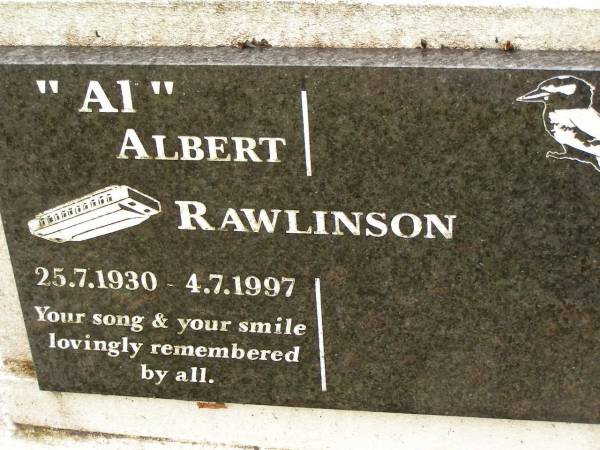 "Al"
ALBERT
RAWLINSON
25.7.1930 - 4.7.1997
Your song & your smile
lovingly remembered
by all.